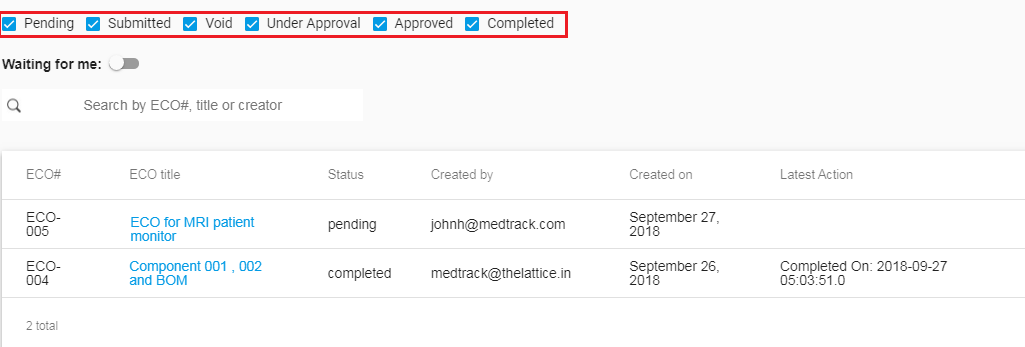 Pending Submitted Void Under Approval Approved Completed
Waiting for me:
Search by ECO#, title or creator
ECO# ECO title Status Created by Created on Latest Action
ECO-005 ECO for MRI patient monitor pending johnh@medtrack.com September 27, 2018
ECO-004 Component 001 , 002 and BOM completed medtrack@thelattice.in September 26, 2018 Completed On: 2018-09-27 05:03:51.0
2 total